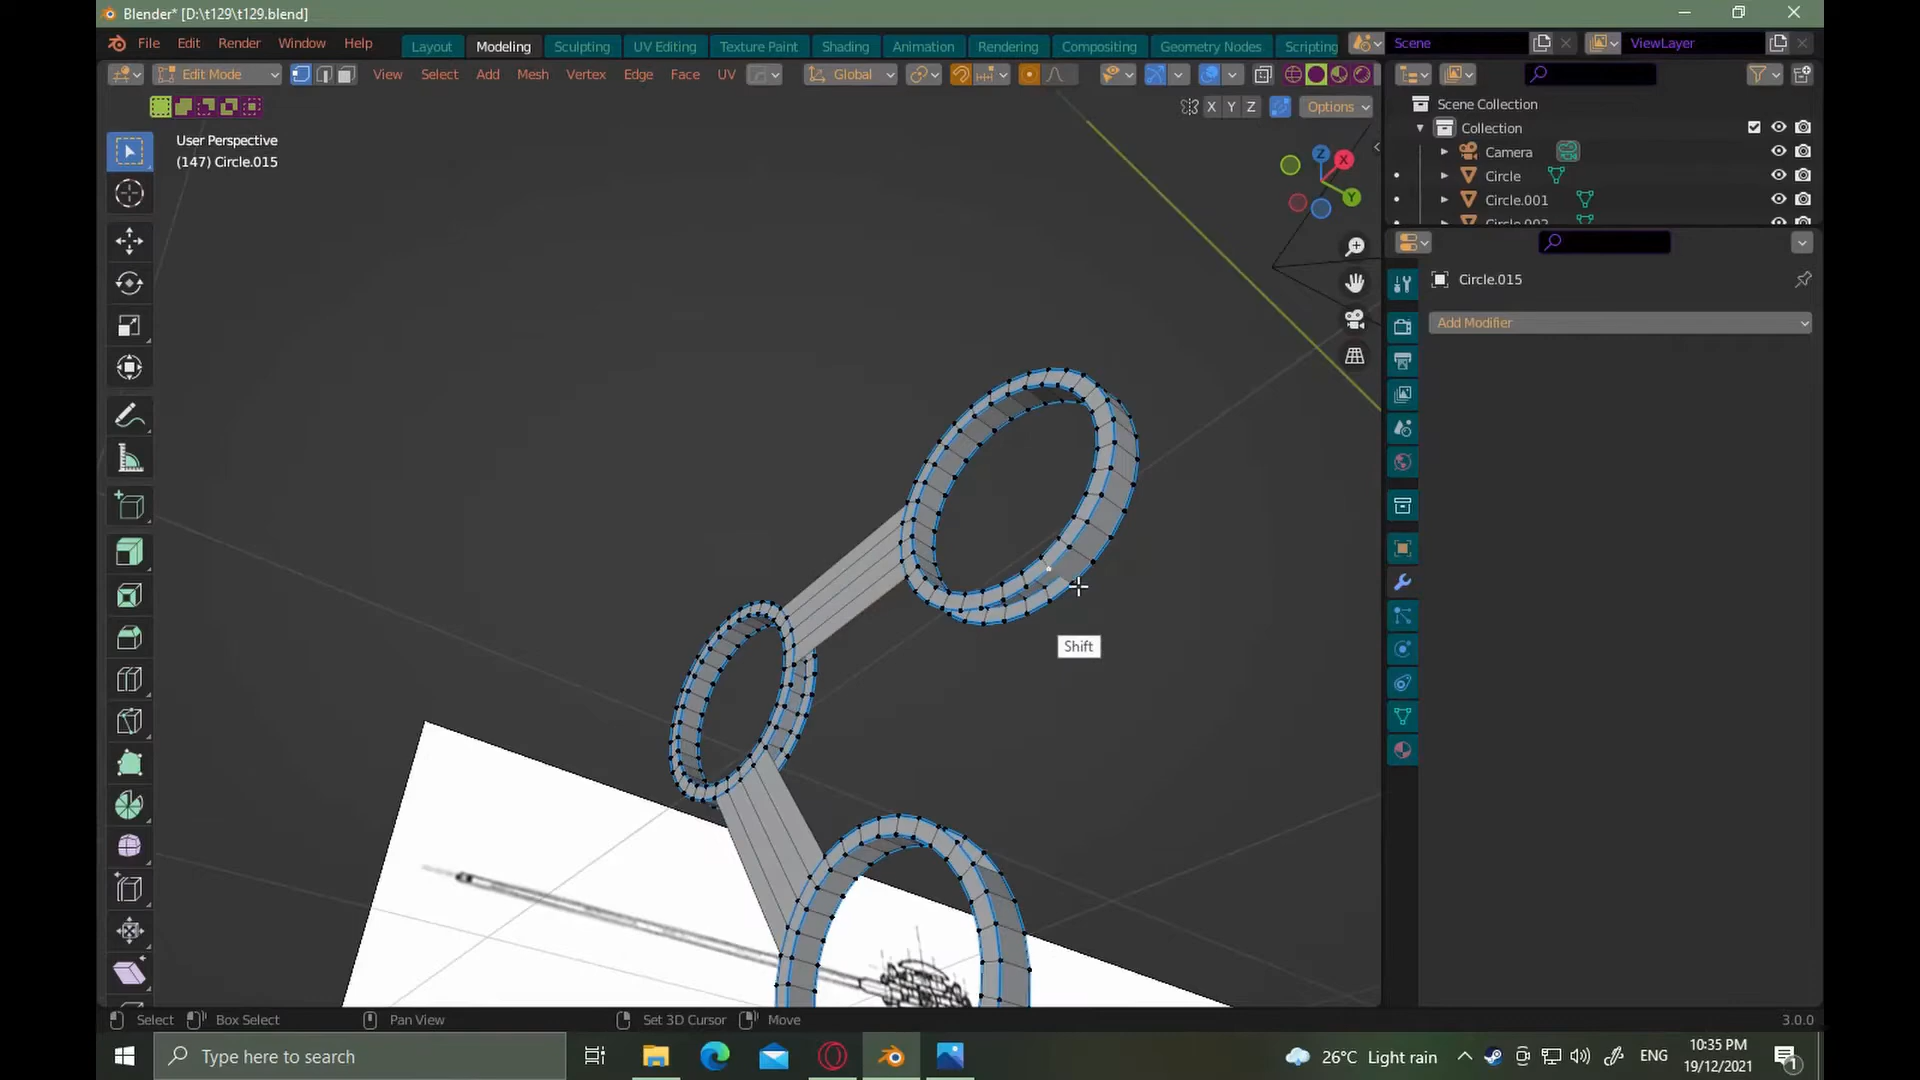 Blender* [D:\t129\t129.blend]
File Edit Render Window Help Layout Modeling Sculpting UV Editing Texture Paint Shading Animation Rendering Compositing Geometry Nodes Scripting Scene ViewLayer
Edit Mode View Select Add Mesh Vertex Edge Face UV Global
X Y Z Options
User Perspective
(147) Circle.015
Z X Y
Scene Collection
Collection
Camera
Circle
Circle.001
Circle.015
Add Modifier
Shift
Select Box Select Pan View Set 3D Cursor Move 3.0.0
Type here to search
26°C Light rain ENG 10:35 PM
19/12/2021
1